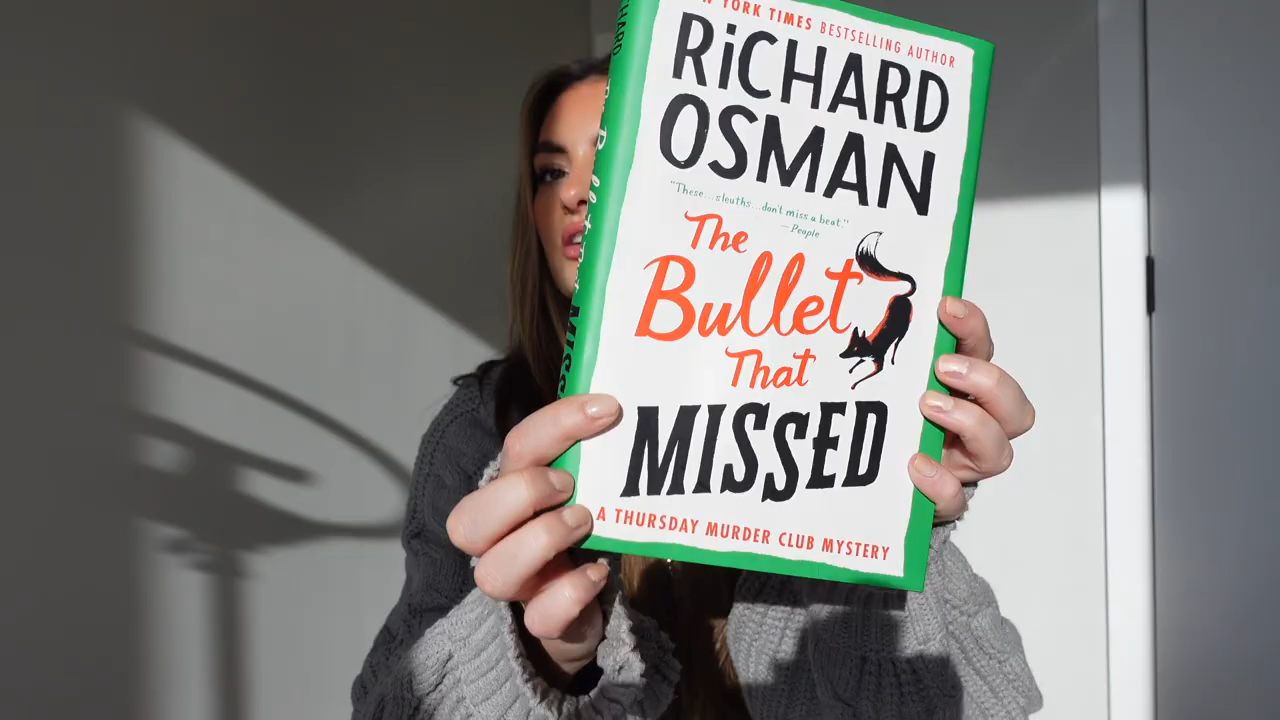 YORK TIMES BESTSELLING AUTHOR
RiCHARD
OSMAN
"These...sleuths...don't miss a beat."
—People
The
Bullet
That
MISSED
A THURSDAY MURDER CLUB MYSTERY